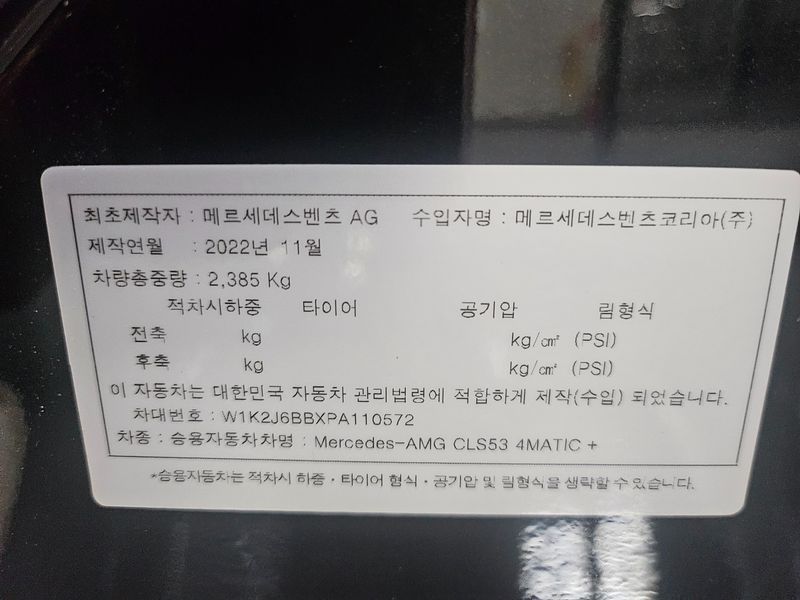 최초제작자 : 메르세데스벤츠 AG 수입자명 : 메르세데스벤츠코리아(주)
제작연월 : 2022년 11월
차량총중량 : 2,385 Kg
적차시하중 타이어 공기압 림형식
전축 kg kg/㎠ (PSI)
후축 kg kg/㎠ (PSI)
이 자동차는 대한민국 자동차 관리법령에 적합하게 제작(수입) 되었습니다.
차대번호 : W1K2J6BBXPA110572
차종 : 승용자동차차명 : Mercedes-AMG CLS53 4MATIC +
*승용자동차는 적차시 하중 · 타이어 형식 · 공기압 및 림형식을 생략할 수 있습니다.